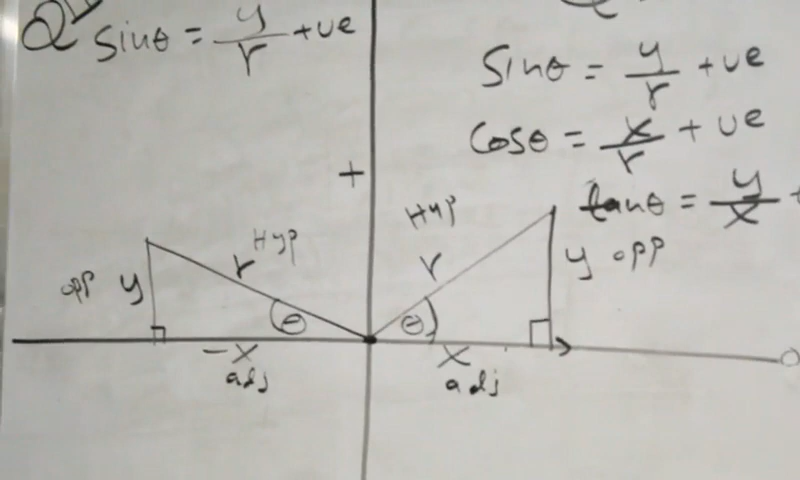 Q
Sinθ = y/r +ve
Sinθ = y/r +ve
Cosθ = x/r +ve
tanθ = y/x +
+
Hyp
r
Hyp
r
opp y
y opp
θ
θ
-x
adj
x
adj